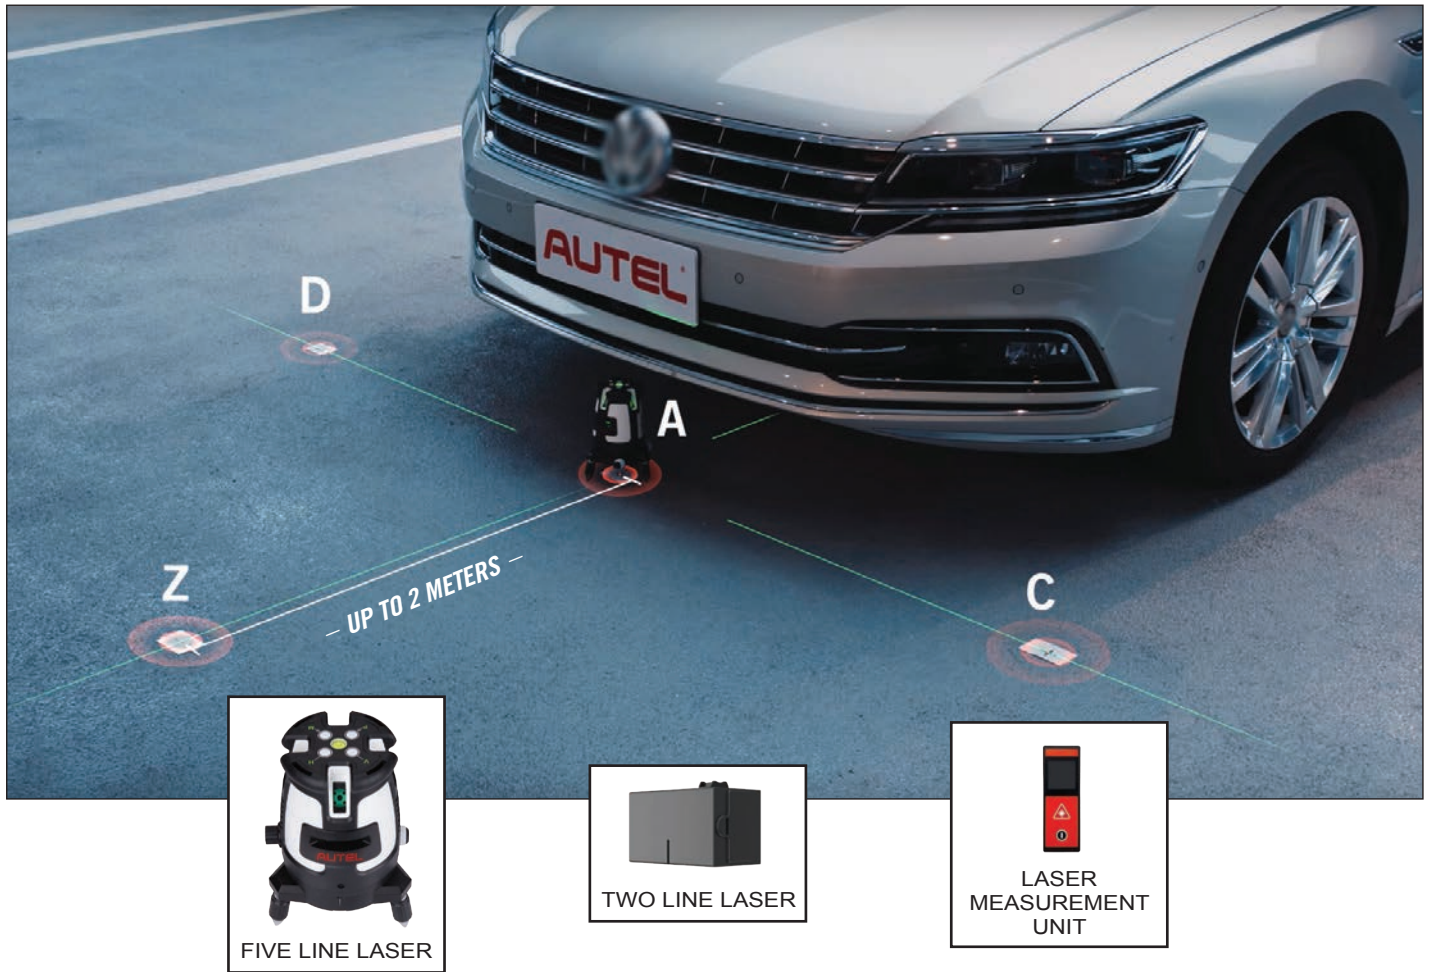 AUTEL
D
A
Z
– UP TO 2 METERS –
C
AUTEL
FIVE LINE LASER
TWO LINE LASER
LASER
MEASUREMENT
UNIT